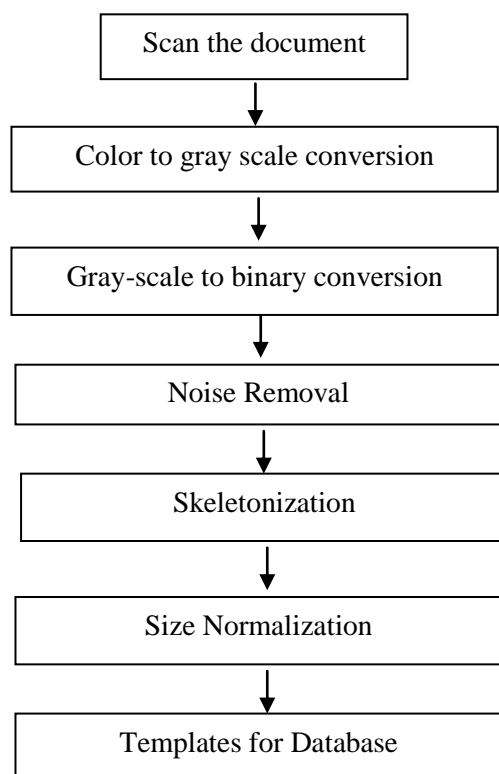 Scan the document
Color to gray scale conversion
Gray-scale to binary conversion
Noise Removal
Skeletonization
Size Normalization
Templates for Database